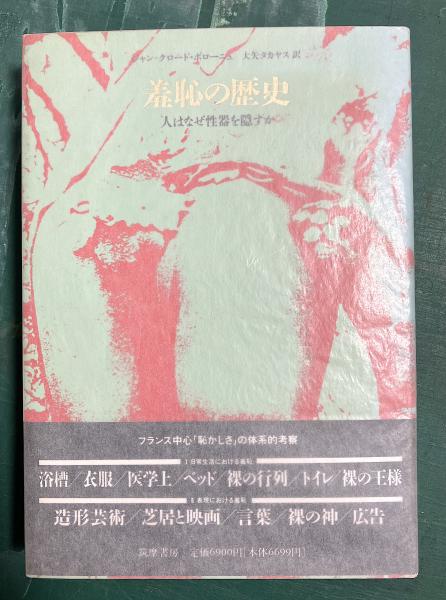 ジャン・クロード・ボローニュ 大矢タカヤス 訳
羞恥の歴史
人はなぜ性器を隠すか
フランス中心「恥かしさ」の体系的考察
I 日常生活における羞恥
浴槽／衣服／医学上／ベッド／裸の行列／トイレ／裸の王様
II 表現における羞恥
造形芸術／芝居と映画／言葉／裸の神／広告
筑摩書房 定価6900円[本体6699円]